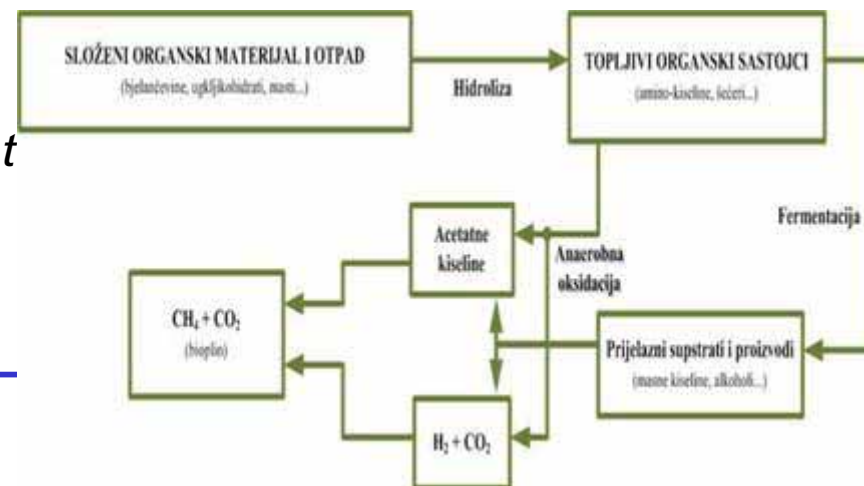 SLOŽENI ORGANSKI MATERIJAL I OTPAD
(bjelančevine, ugkljikohidrati, masti...)
Hidroliza
TOPLJIVI ORGANSKI SASTOJCI
(amino-kiseline, šećeri...)
t
Fermentacija
Acetatne
kiseline
Anaerobna
oksidacija
CH₄ + CO₂
(bioplin)
Prijelazni supstrati i proizvodi
(masne kiseline, alkoholi...)
H₂ + CO₂